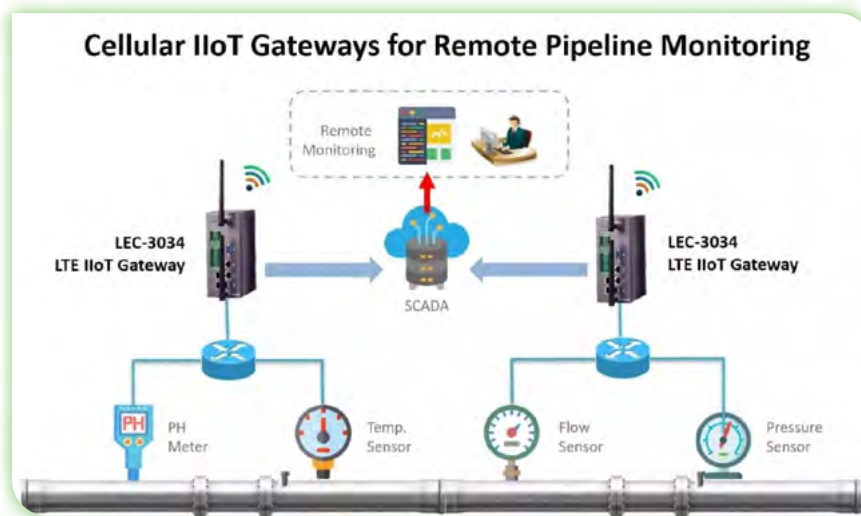 Cellular IIoT Gateways for Remote Pipeline Monitoring
Remote
Monitoring
LEC-3034
LTE IIoT Gateway
SCADA
LEC-3034
LTE IIoT Gateway
PH
PH
Meter
Temp.
Sensor
Flow
Sensor
Pressure
Sensor